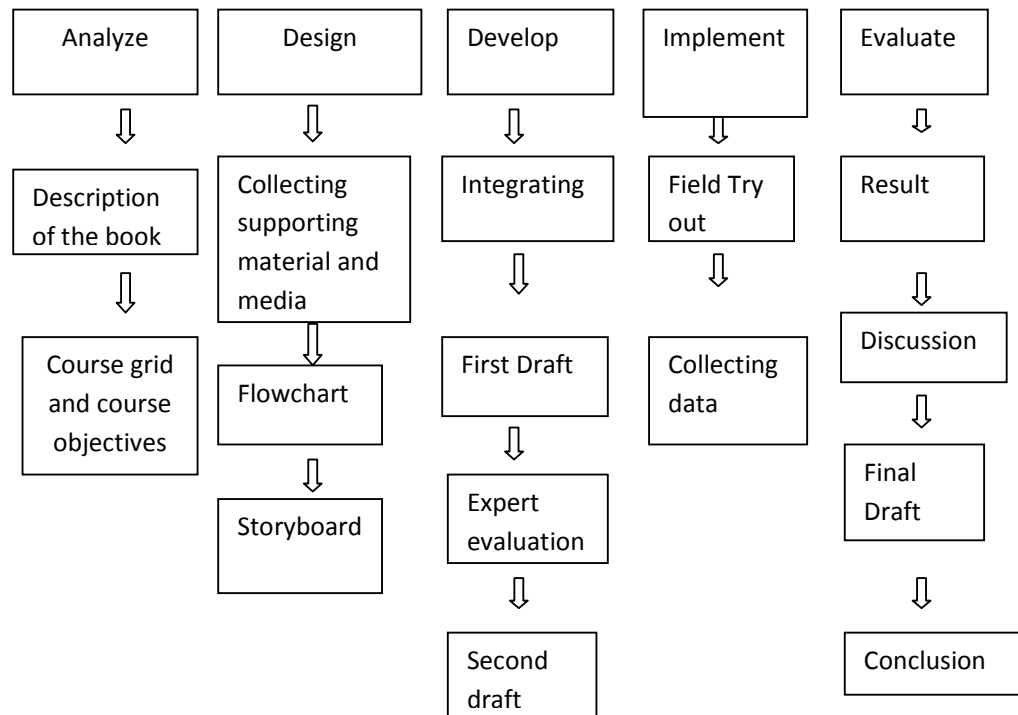 Analyze
Description
of the book
Course grid
and course
objectives
Design
Collecting
supporting
material and
media
Flowchart
Storyboard
Develop
Integrating
First Draft
Expert
evaluation
Second
draft
Implement
Field Try
out
Collecting
data
Evaluate
Result
Discussion
Final
Draft
Conclusion